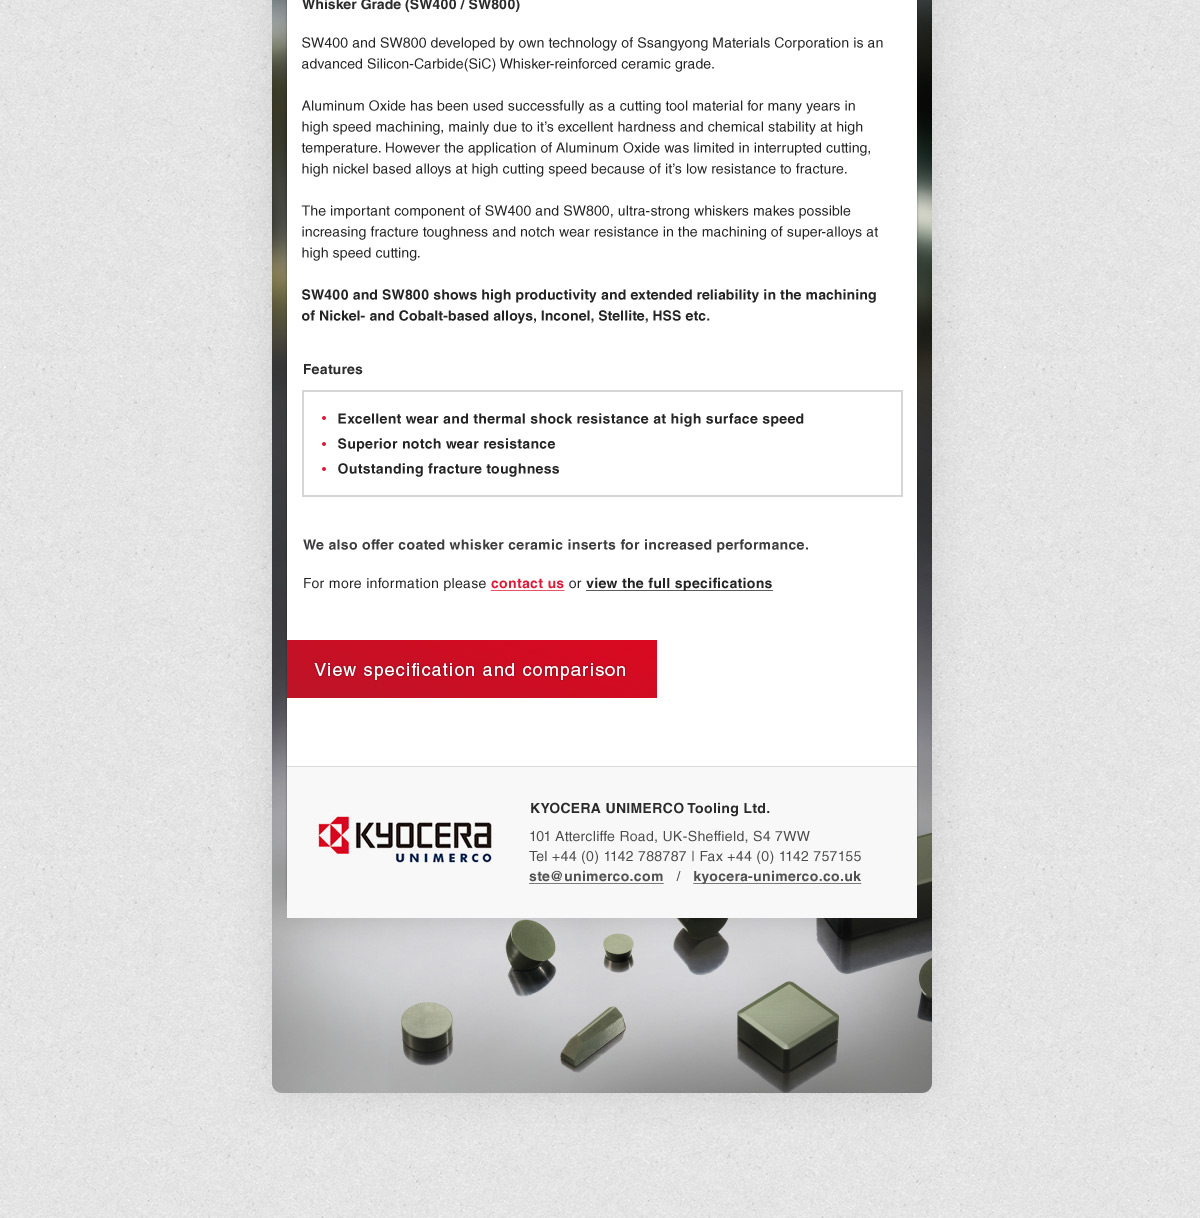 Whisker Grade (SW400 / SW800)
SW400 and SW800 developed by own technology of Ssangyong Materials Corporation is an
advanced Silicon-Carbide(SiC) Whisker-reinforced ceramic grade.
Aluminum Oxide has been used successfully as a cutting tool material for many years in
high speed machining, mainly due to it’s excellent hardness and chemical stability at high
temperature. However the application of Aluminum Oxide was limited in interrupted cutting,
high nickel based alloys at high cutting speed because of it’s low resistance to fracture.
The important component of SW400 and SW800, ultra-strong whiskers makes possible
increasing fracture toughness and notch wear resistance in the machining of super-alloys at
high speed cutting.
SW400 and SW800 shows high productivity and extended reliability in the machining
of Nickel- and Cobalt-based alloys, Inconel, Stellite, HSS etc.
Features
• Excellent wear and thermal shock resistance at high surface speed
• Superior notch wear resistance
• Outstanding fracture toughness
We also offer coated whisker ceramic inserts for increased performance.
For more information please contact us or view the full specifications
View specification and comparison
KYOCERA
UNIMERCO
KYOCERA UNIMERCO Tooling Ltd.
101 Attercliffe Road, UK-Sheffield, S4 7WW
Tel +44 (0) 1142 788787 | Fax +44 (0) 1142 757155
ste@unimerco.com / kyocera-unimerco.co.uk